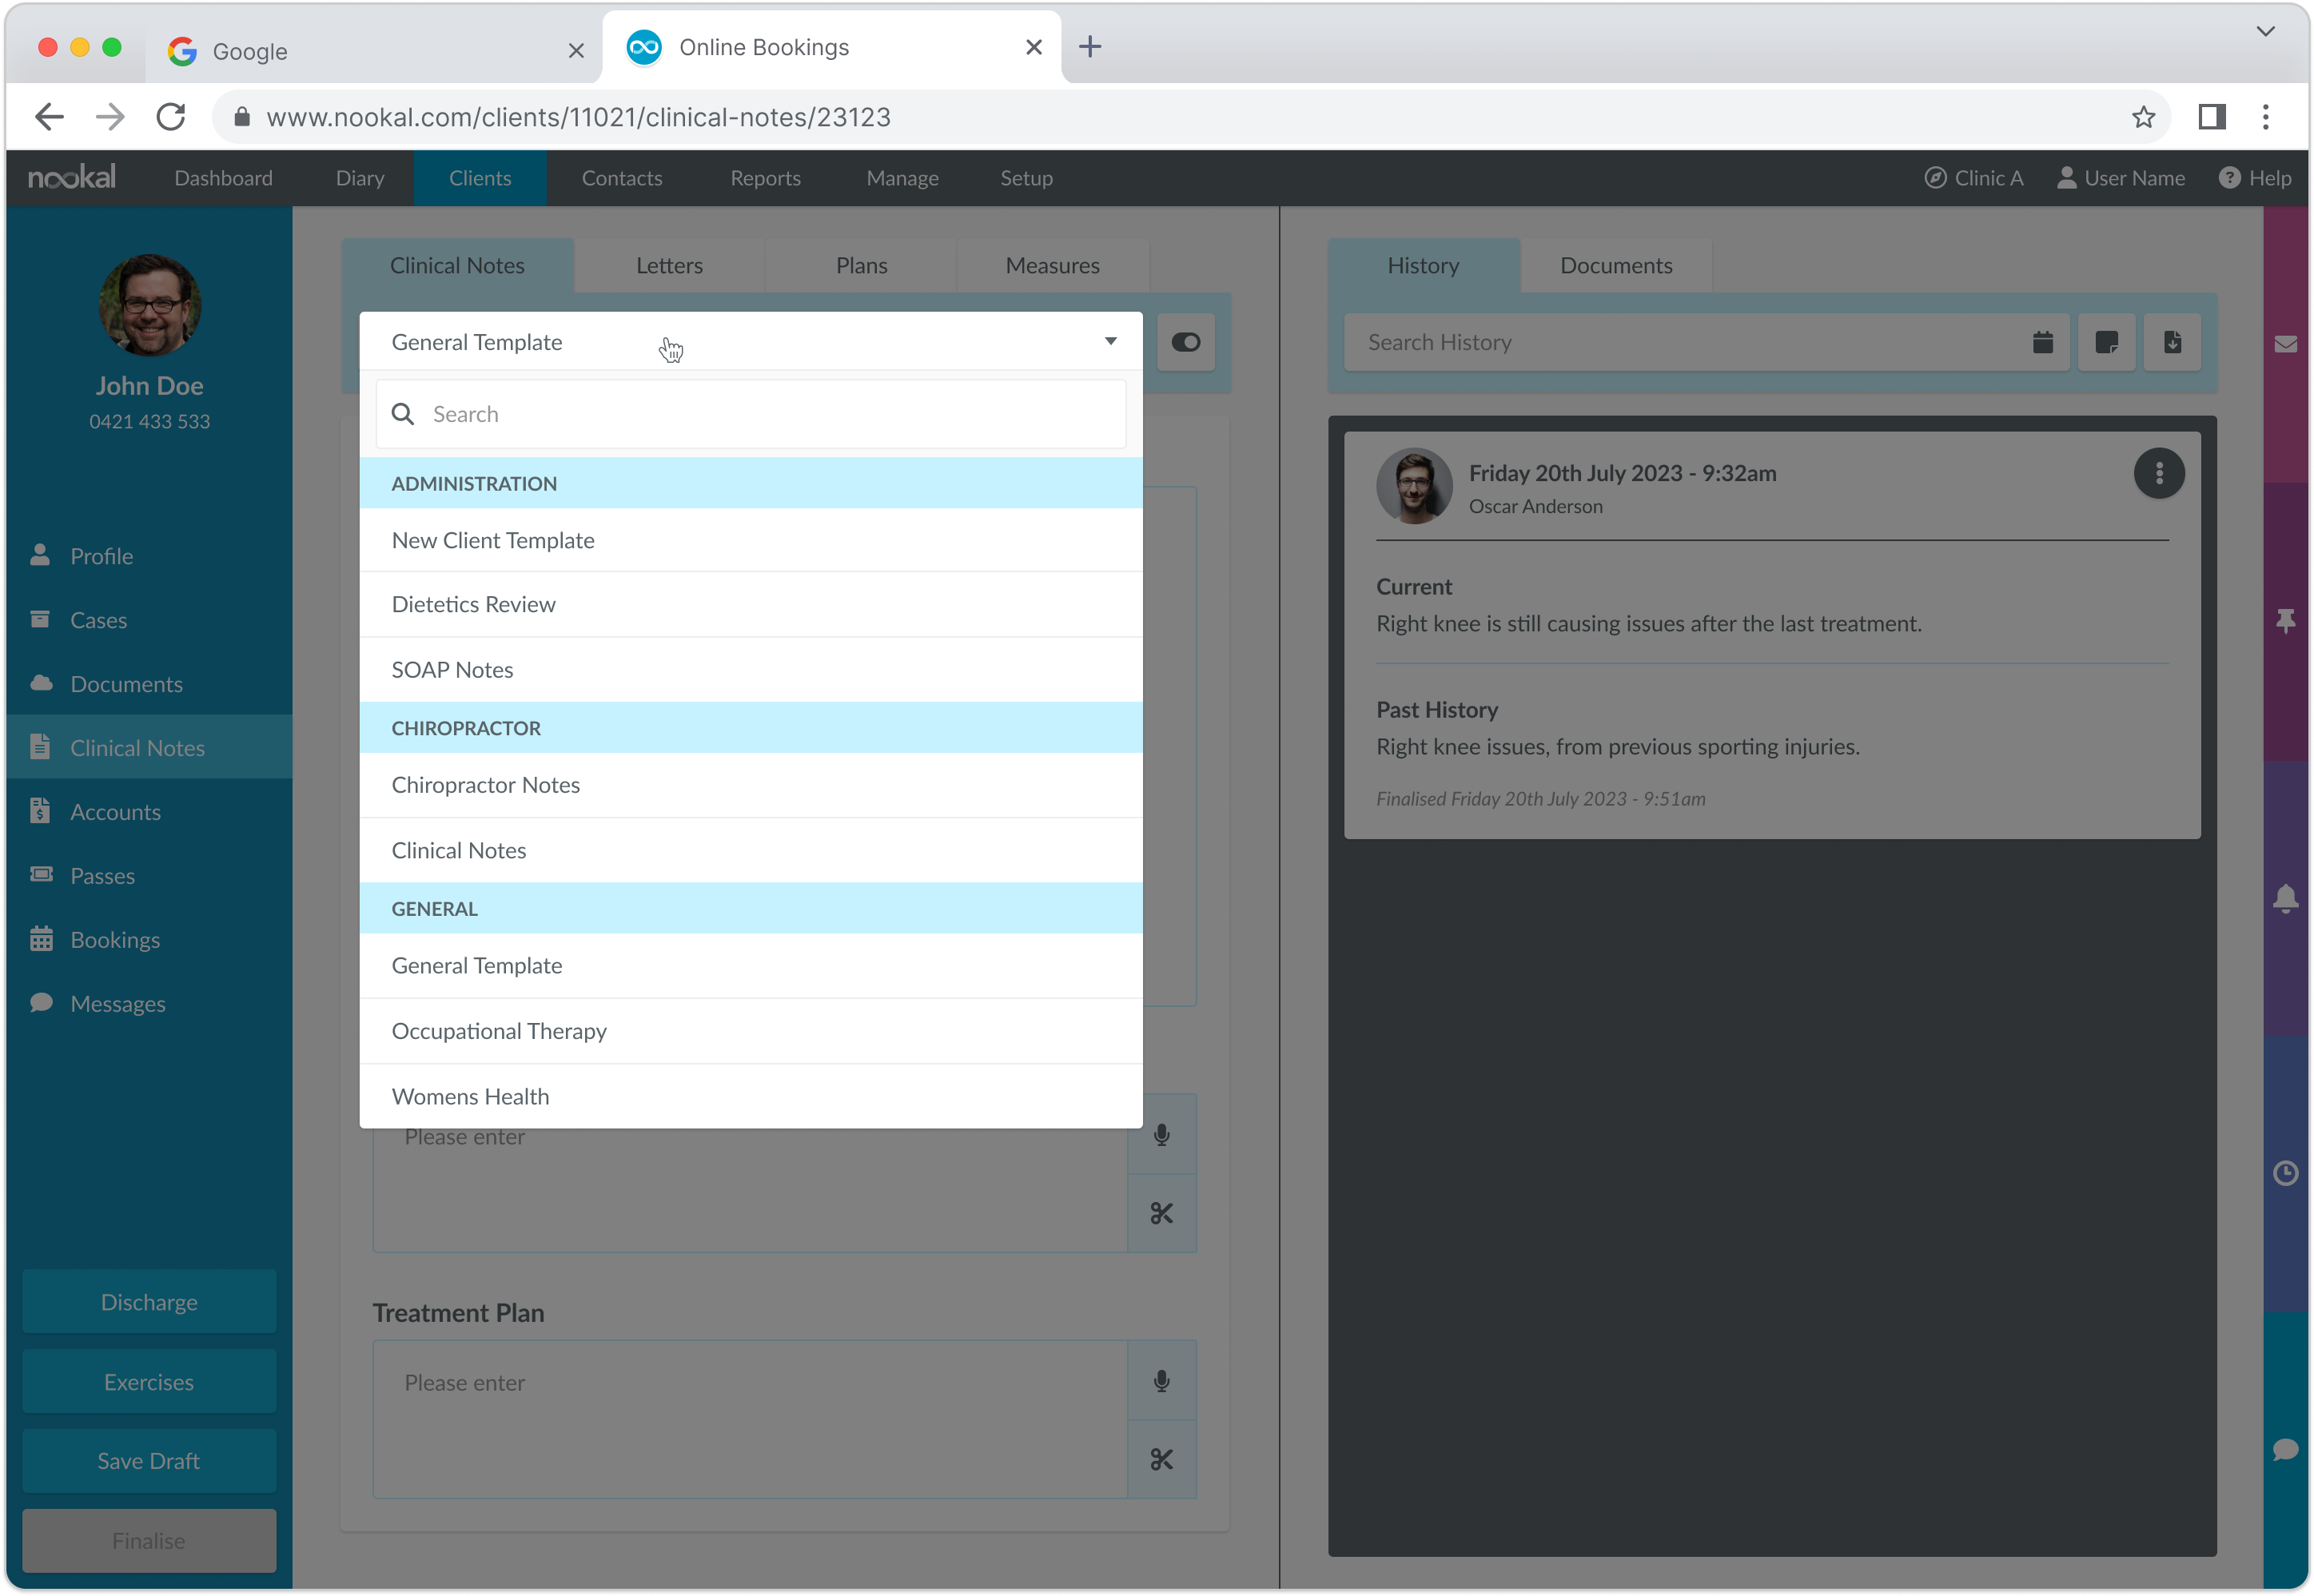 Google
Online Bookings
www.nookal.com/clients/11021/clinical-notes/23123
nookal
Dashboard
Diary
Clients
Contacts
Reports
Manage
Setup
Clinic A
User Name
Help
John Doe
0421 433 533
Profile
Cases
Documents
Clinical Notes
Accounts
Passes
Bookings
Messages
Discharge
Exercises
Save Draft
Finalise
Clinical Notes
Letters
Plans
Measures
General Template
Search
ADMINISTRATION
New Client Template
Dietetics Review
SOAP Notes
CHIROPRACTOR
Chiropractor Notes
Clinical Notes
GENERAL
General Template
Occupational Therapy
Womens Health
Please enter
Treatment Plan
Please enter
History
Documents
Search History
Friday 20th July 2023 - 9:32am
Oscar Anderson
Current
Right knee is still causing issues after the last treatment.
Past History
Right knee issues, from previous sporting injuries.
Finalised Friday 20th July 2023 - 9:51am